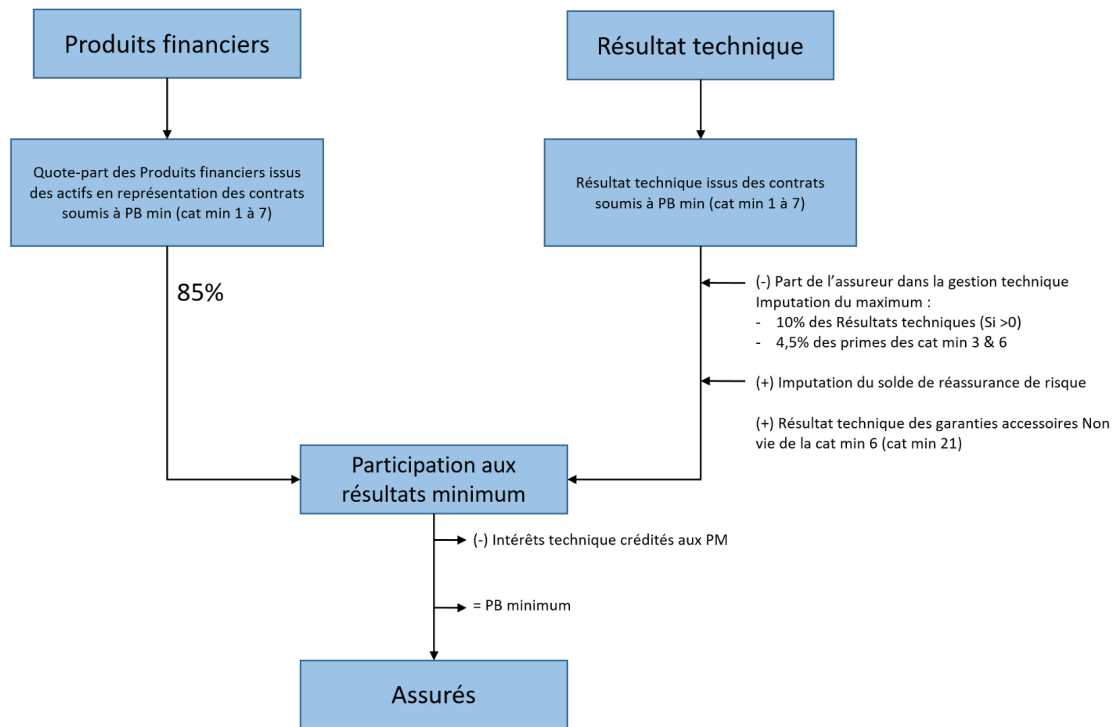 Produits financiers
Résultat technique
Quote-part des Produits financiers issus
des actifs en représentation des contrats
soumis à PB min (cat min 1 à 7)
Résultat technique issus des contrats
soumis à PB min (cat min 1 à 7)
85%
(-) Part de l’assureur dans la gestion technique
Imputation du maximum :
- 10% des Résultats techniques (Si >0)
- 4,5% des primes des cat min 3 & 6
(+) Imputation du solde de réassurance de risque
(+) Résultat technique des garanties accessoires Non
vie de la cat min 6 (cat min 21)
Participation aux
résultats minimum
(-) Intérêts technique crédités aux PM
= PB minimum
Assurés